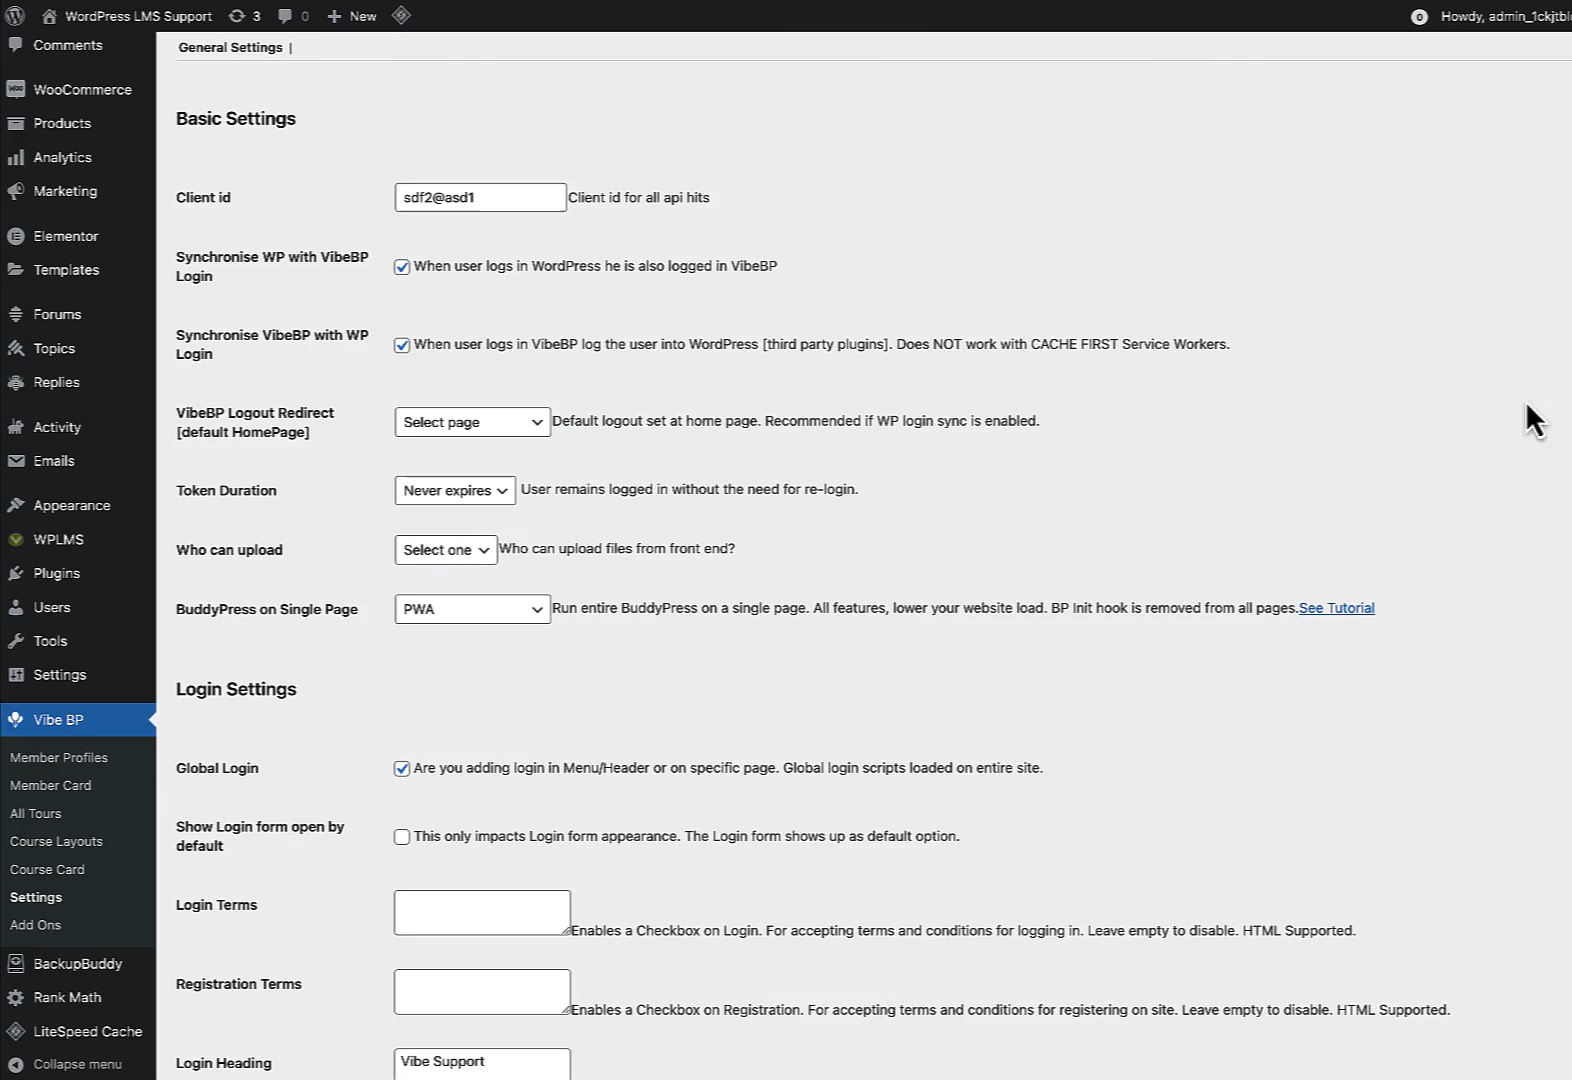 WordPress LMS Support 3 0 New
0 Howdy, admin_1ckjtbl
Comments
WooCommerce
Products
Analytics
Marketing
Elementor
Templates
Forums
Topics
Replies
Activity
Emails
Appearance
WPLMS
Plugins
Users
Tools
Settings
Vibe BP
Member Profiles
Member Card
All Tours
Course Layouts
Course Card
Settings
Add Ons
BackupBuddy
Rank Math
LiteSpeed Cache
Collapse menu
General Settings |
Basic Settings
Client id
sdf2@asd1 Client id for all api hits
Synchronise WP with VibeBP
Login
When user logs in WordPress he is also logged in VibeBP
Synchronise VibeBP with WP
Login
When user logs in VibeBP log the user into WordPress [third party plugins]. Does NOT work with CACHE FIRST Service Workers.
VibeBP Logout Redirect
[default HomePage]
Select page Default logout set at home page. Recommended if WP login sync is enabled.
Token Duration
Never expires User remains logged in without the need for re-login.
Who can upload
Select one Who can upload files from front end?
BuddyPress on Single Page
PWA Run entire BuddyPress on a single page. All features, lower your website load. BP Init hook is removed from all pages.See Tutorial
Login Settings
Global Login
Are you adding login in Menu/Header or on specific page. Global login scripts loaded on entire site.
Show Login form open by
default
This only impacts Login form appearance. The Login form shows up as default option.
Login Terms
Enables a Checkbox on Login. For accepting terms and conditions for logging in. Leave empty to disable. HTML Supported.
Registration Terms
Enables a Checkbox on Registration. For accepting terms and conditions for registering on site. Leave empty to disable. HTML Supported.
Login Heading
Vibe Support